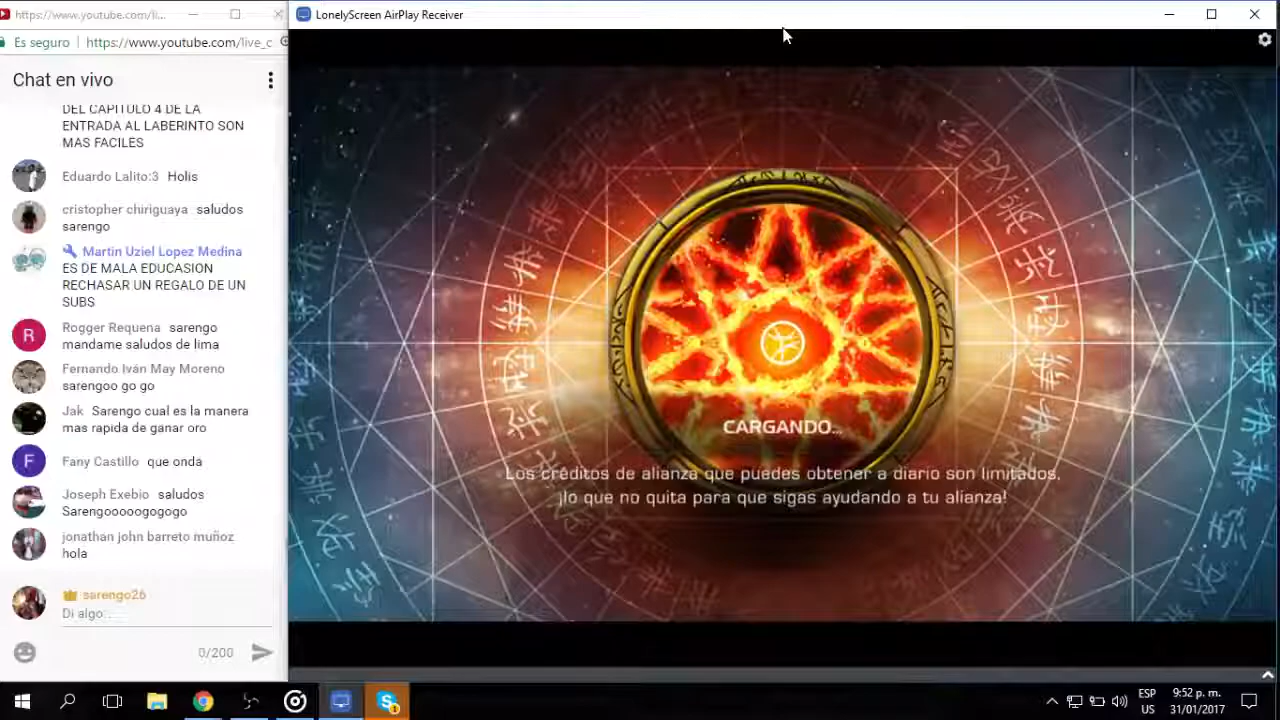 https://www.youtube.com/li...
Es seguro
https://www.youtube.com/live_c
Chat en vivo
DEL CAPITULO 4 DE LA
ENTRADA AL LABERINTO SON
MAS FACILES
Eduardo Lalito:3 Holis
cristopher chiriguaya saludos
sarengo
Martin Uziel Lopez Medina
ES DE MALA EDUCASION
RECHASAR UN REGALO DE UN
SUBS
R
Rogger Requena sarengo
mandame saludos de lima
Fernando Iván May Moreno
sarengoo go go
Jak Sarengo cual es la manera
mas rapida de ganar oro
F
Fany Castillo que onda
Joseph Exebio saludos
Sarengooooogogogo
jonathan john barreto muñoz
hola
sarengo26
Di algo...
0/200
LonelyScreen AirPlay Receiver
CARGANDO...
Los créditos de alianza que puedes obtener a diario son limitados,
¡lo que no quita para que sigas ayudando a tu alianza!
ESP
US
9:52 p. m.
31/01/2017